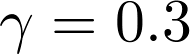 γ = 0.3